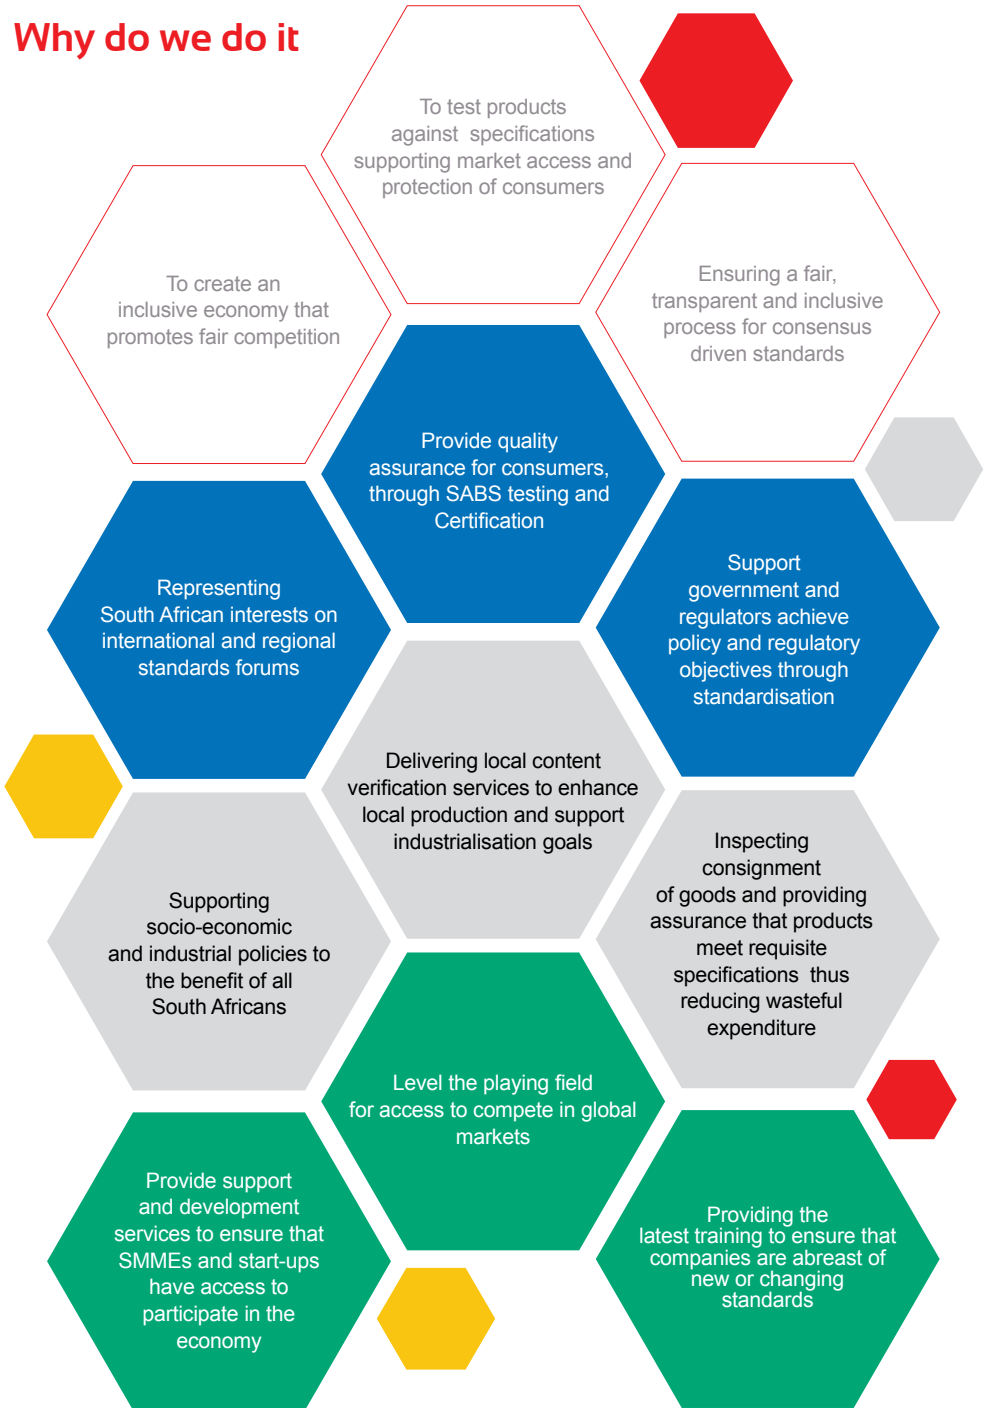 Why do we do it
To test products
against specifications
supporting market access and
protection of consumers
To create an
inclusive economy that
promotes fair competition
Ensuring a fair,
transparent and inclusive
process for consensus
driven standards
Provide quality
assurance for consumers,
through SABS testing and
Certification
Representing
South African interests on
international and regional
standards forums
Support
government and
regulators achieve
policy and regulatory
objectives through
standardisation
Delivering local content
verification services to enhance
local production and support
industrialisation goals
Supporting
socio-economic
and industrial policies to
the benefit of all
South Africans
Inspecting
consignment
of goods and providing
assurance that products
meet requisite
specifications thus
reducing wasteful
expenditure
Level the playing field
for access to compete in global
markets
Provide support
and development
services to ensure that
SMMEs and start-ups
have access to
participate in the
economy
Providing the
latest training to ensure that
companies are abreast of
new or changing
standards